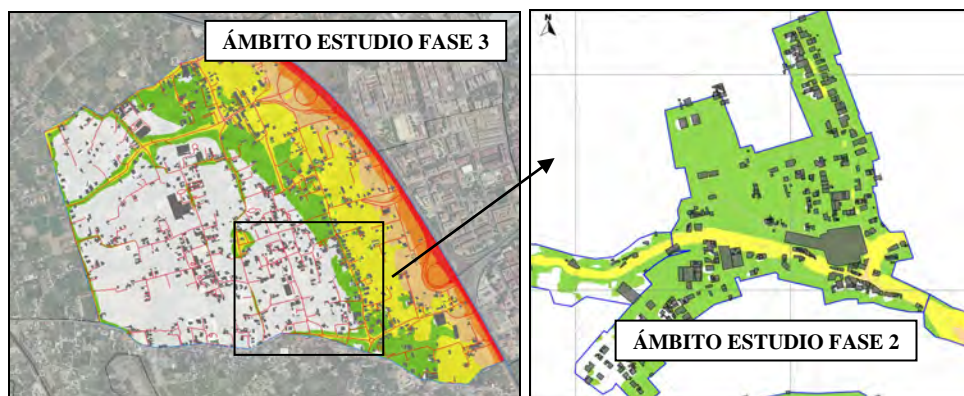 ÁMBITO ESTUDIO FASE 3
N
ÁMBITO ESTUDIO FASE 2